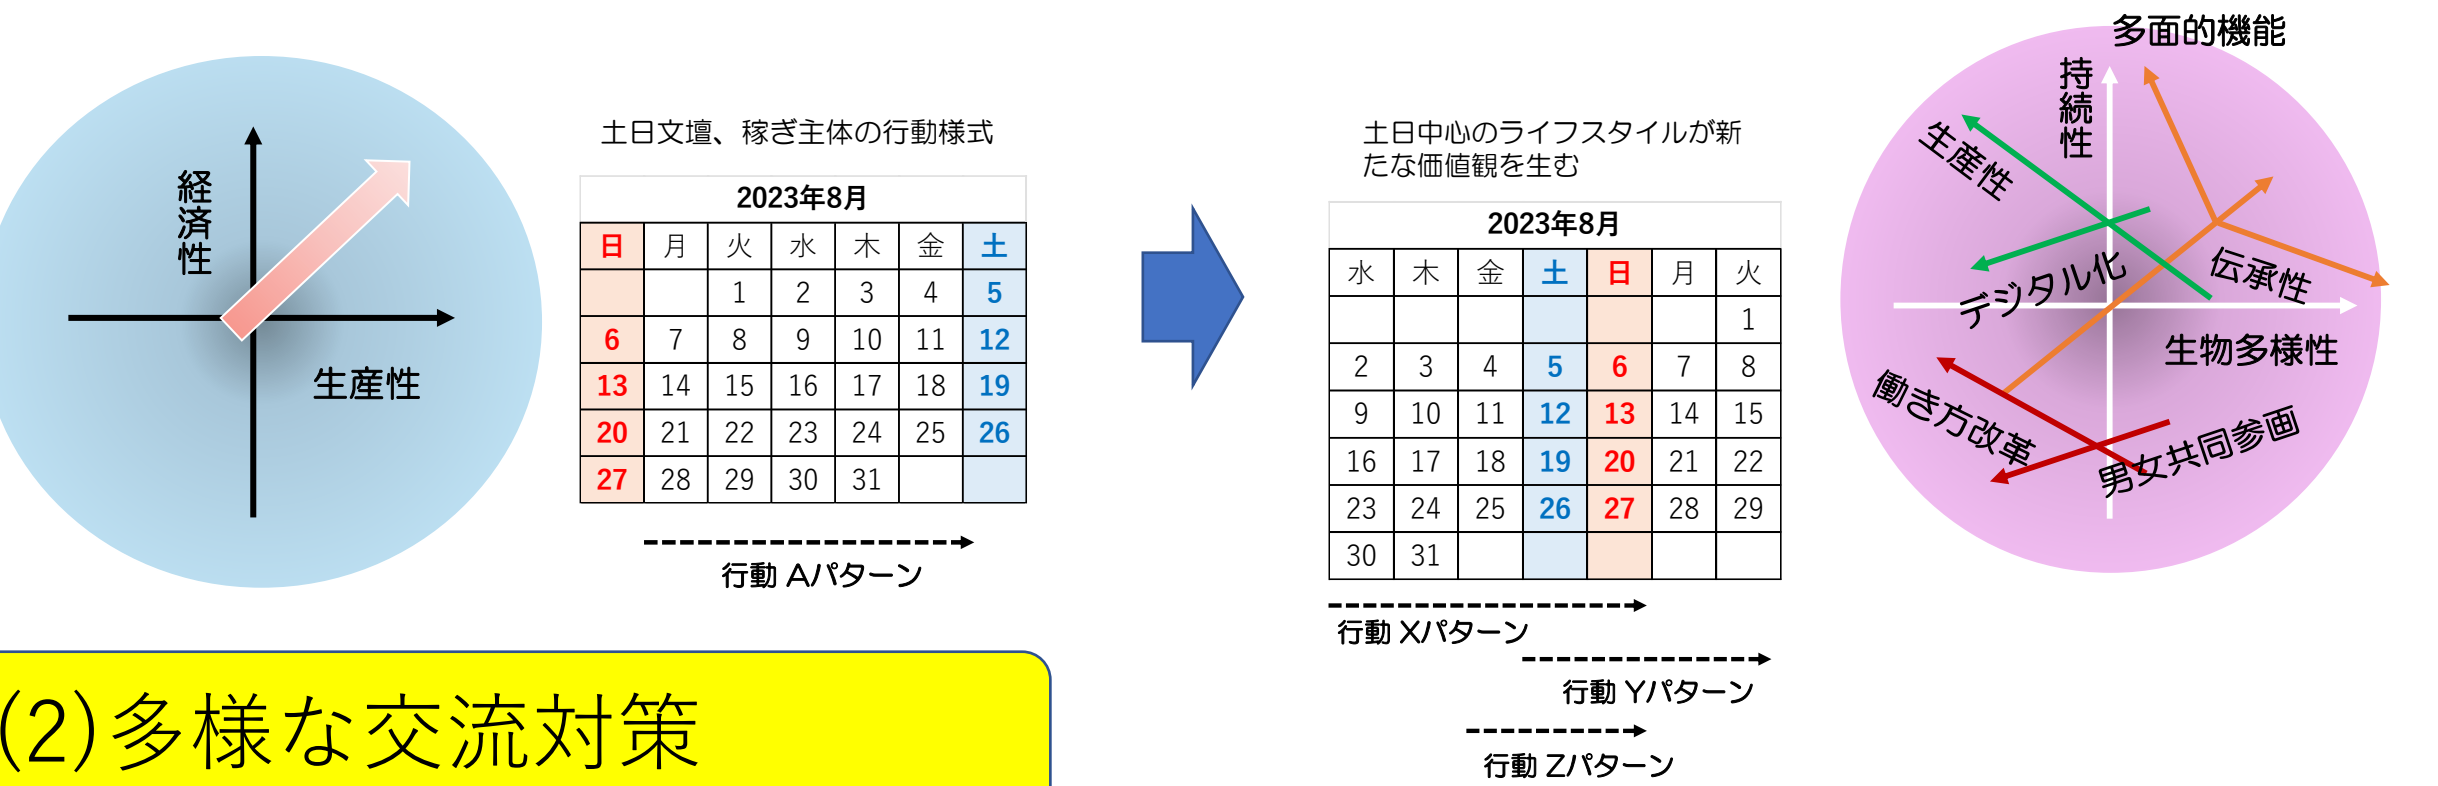 経済性
生産性
土日文壇、稼ぎ主体の行動様式
2023年8月
日 月 火 水 木 金 土
1 2 3 4 5
6 7 8 9 10 11 12
13 14 15 16 17 18 19
20 21 22 23 24 25 26
27 28 29 30 31
行動 Aパターン
土日中心のライフスタイルが新
たな価値観を生む
2023年8月
水 木 金 土 日 月 火
1
2 3 4 5 6 7 8
9 10 11 12 13 14 15
16 17 18 19 20 21 22
23 24 25 26 27 28 29
30 31
行動 Xパターン
行動 Yパターン
行動 Zパターン
多面的機能
持続性
生産性
デジタル化
伝承性
生物多様性
働き方改革
男女共同参画
(2)多様な交流対策